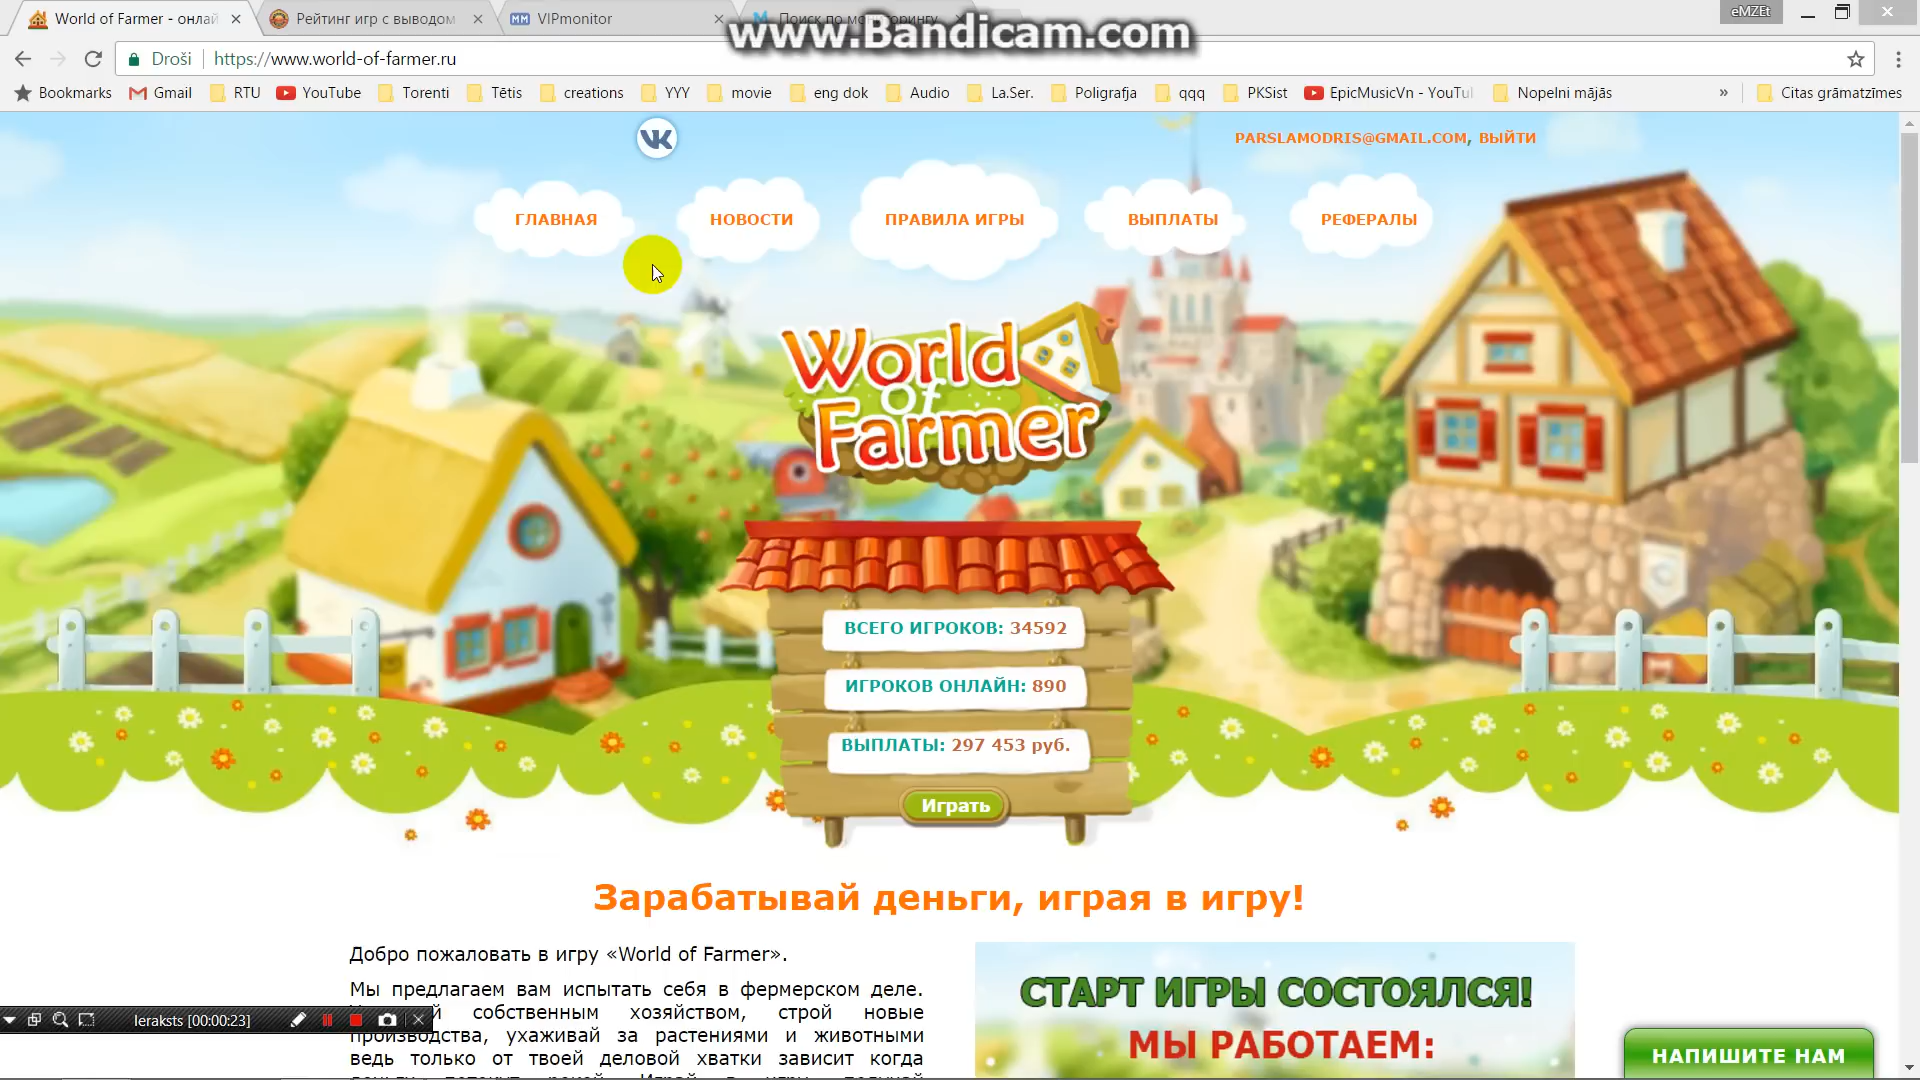 World of Farmer - онлай
Рейтинг игр с выводом
VIPmonitor
Поиск по мониторингу
eMZEt
www.Bandicam.com
Droši
https://www.world-of-farmer.ru
Bookmarks
Gmail
RTU
YouTube
Torenti
Tētis
creations
YYY
movie
eng dok
Audio
La.Ser.
Poligrafja
qqq
PKSist
EpicMusicVn - YouTu
Nopelni mājās
»
Citas grāmatzīmes
PARSLAMODRIS@GMAIL.COM, ВЫЙТИ
ГЛАВНАЯ
НОВОСТИ
ПРАВИЛА ИГРЫ
ВЫПЛАТЫ
РЕФЕРАЛЫ
World
of
Farmer
ВСЕГО ИГРОКОВ: 34592
ИГРОКОВ ОНЛАЙН: 890
ВЫПЛАТЫ: 297 453 руб.
Играть
Зарабатывай деньги, играя в игру!
Добро пожаловать в игру «World of Farmer».
Мы предлагаем вам испытать себя в фермерском деле.
собственным хозяйством, строй новые
производства, ухаживай за растениями и животными
ведь только от твоей деловой хватки зависит когда
СТАРТ ИГРЫ СОСТОЯЛСЯ!
МЫ РАБОТАЕМ:
Ieraksts [00:00:23]
НАПИШИТЕ НАМ